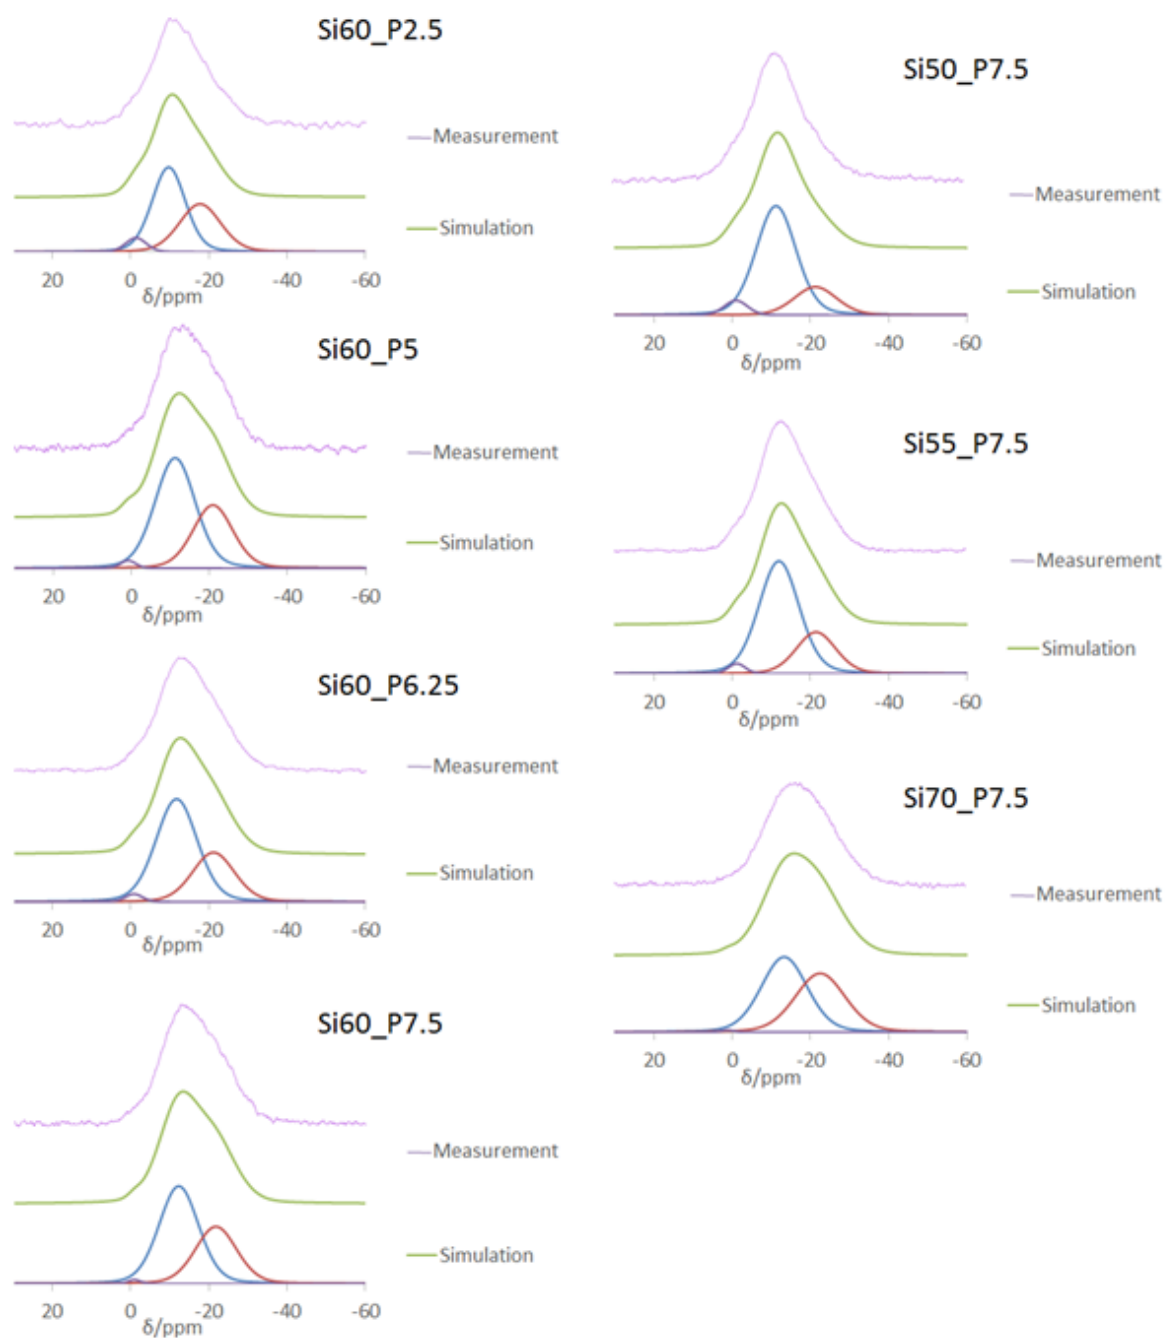 Si60_P2.5
Measurement
Simulation
20 0 -20 -40 -60
δ/ppm
Si60_P5
Measurement
Simulation
20 0 -20 -40 -60
δ/ppm
Si60_P6.25
Measurement
Simulation
20 0 -20 -40 -60
δ/ppm
Si60_P7.5
Measurement
Simulation
20 0 -20 -40 -60
δ/ppm
Si50_P7.5
Measurement
Simulation
20 0 -20 -40 -60
δ/ppm
Si55_P7.5
Measurement
Simulation
20 0 -20 -40 -60
δ/ppm
Si70_P7.5
Measurement
Simulation
20 0 -20 -40 -60
δ/ppm